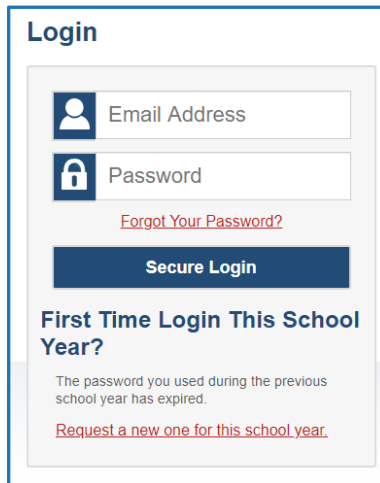 Login
Email Address
Password
Forgot Your Password?
Secure Login
First Time Login This School
Year?
The password you used during the previous
school year has expired.
Request a new one for this school year.